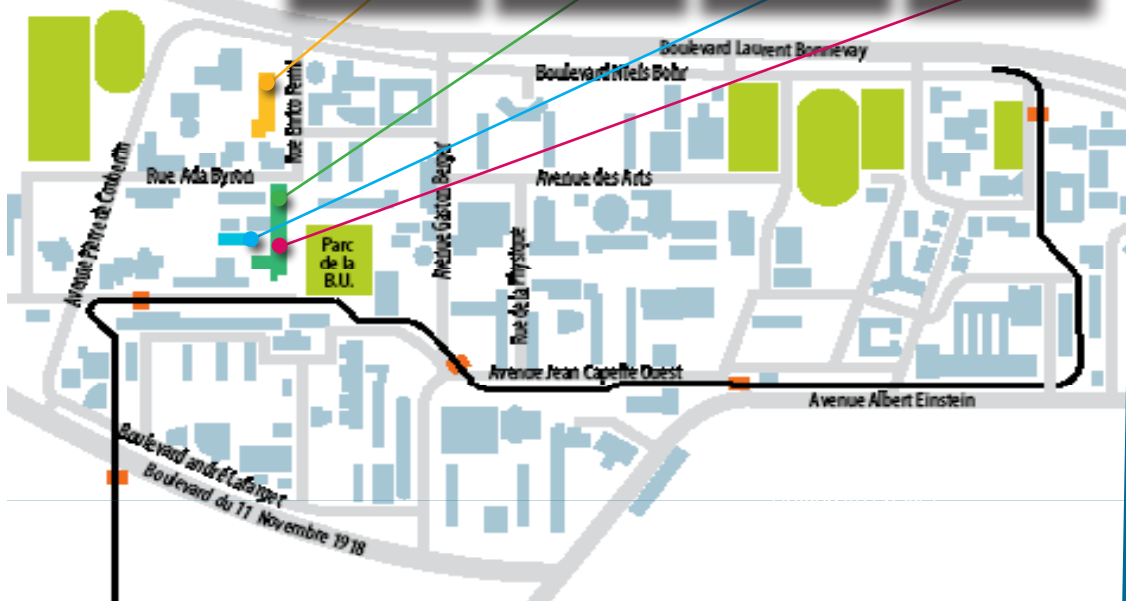 Boulevard Laurent Bonnevay
Boulevard Niels Bohr
Rue Enrico Fermi
Rue Ada Byron
Avenue Pierre de Coubertin
Avenue Gaston Berger
Avenue des Arts
Parc
de la
B.U.
Rue de la Physique
Avenue Jean Capelle Ouest
Avenue Albert Einstein
Boulevard andré Lafarget
Boulevard du 11 Novembre 1918